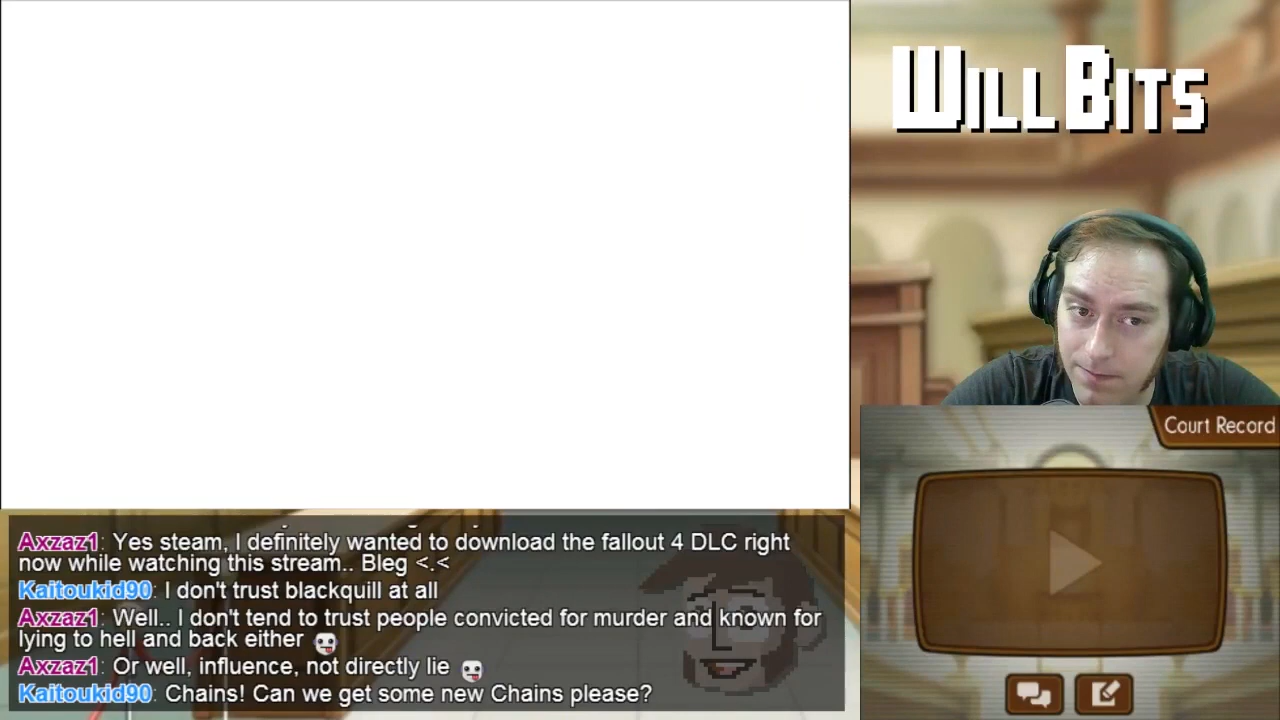 WILLBITS
Court Record
Axzaz1: Yes steam, I definitely wanted to download the fallout 4 DLC right
now while watching this stream.. Bleg <.<
Kaitoukid90: I don't trust blackquill at all
Axzaz1: Well.. I don't tend to trust people convicted for murder and known for
lying to hell and back either
Axzaz1: Or well, influence, not directly lie
Kaitoukid90: Chains! Can we get some new Chains please?